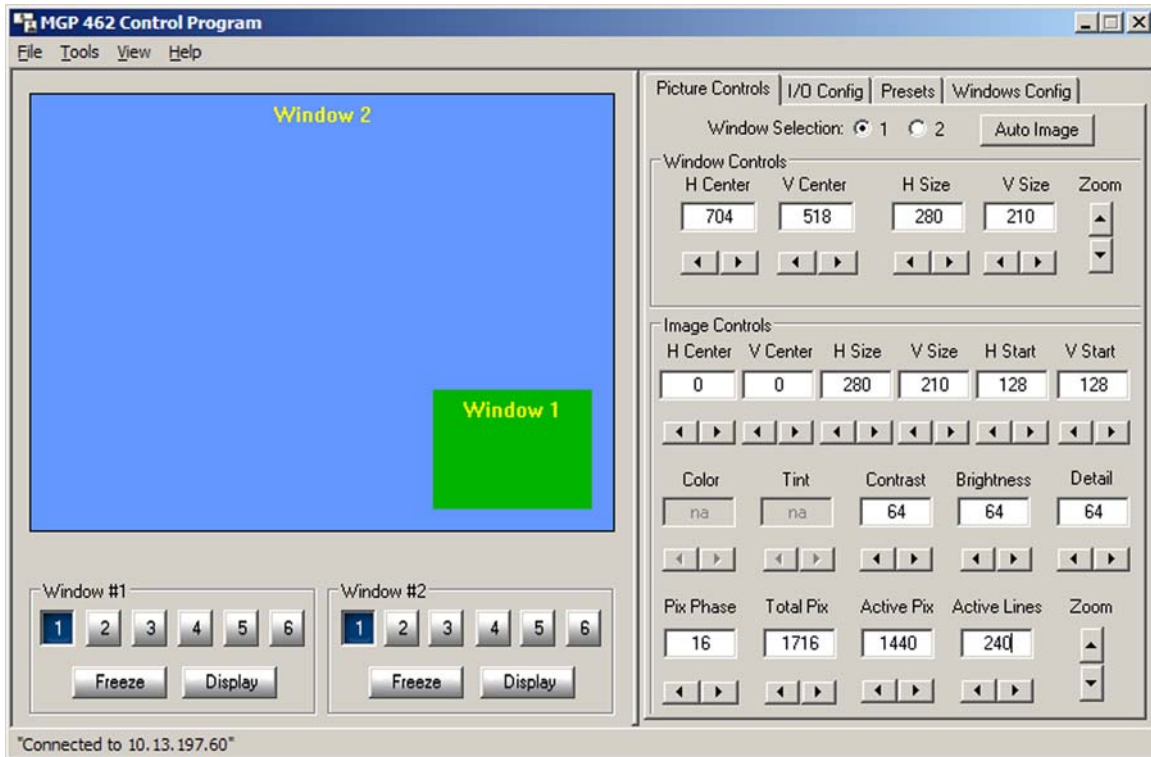 MGP 462 Control Program
File Tools View Help
Window 2
Window 1
Window #1
1 2 3 4 5 6
Freeze Display
Window #2
1 2 3 4 5 6
Freeze Display
Picture Controls I/O Config Presets Windows Config
Window Selection: 1 2 Auto Image
Window Controls
H Center V Center H Size V Size Zoom
704 518 280 210
Image Controls
H Center V Center H Size V Size H Start V Start
0 0 280 210 128 128
Color Tint Contrast Brightness Detail
na na 64 64 64
Pix Phase Total Pix Active Pix Active Lines Zoom
16 1716 1440 240
"Connected to 10.13.197.60"